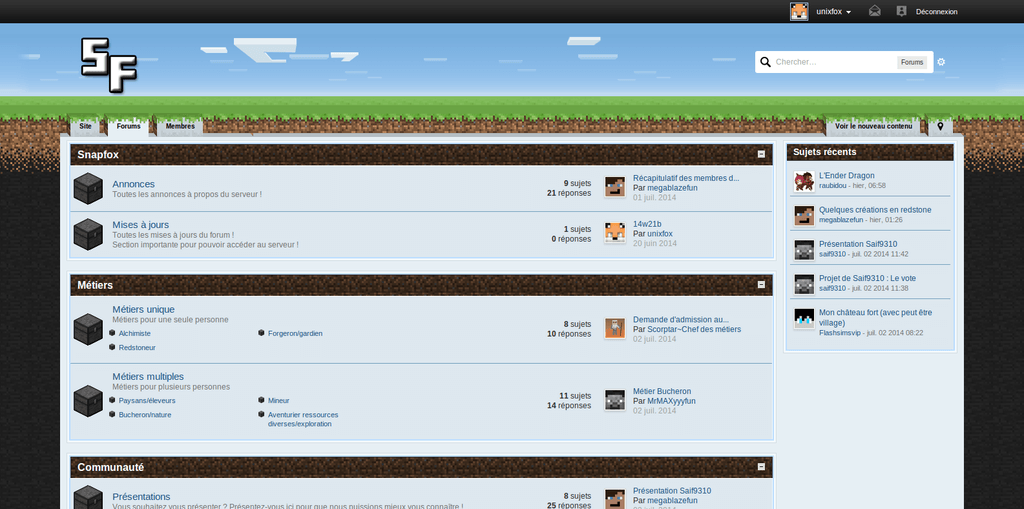 unixfox
Déconnexion
SF
Chercher...
Forums
Site
Forums
Membres
Voir le nouveau contenu
Snapfox
Annonces
Toutes les annonces à propos du serveur !
9 sujets
21 réponses
Récapitulatif des membres d...
Par megablazefun
01 juil. 2014
Mises à jours
Toutes les mises à jours du forum !
Section importante pour pouvoir accéder au serveur !
1 sujets
0 réponses
14w21b
Par unixfox
20 juin 2014
Métiers
Métiers unique
Métiers pour une seule personne
Alchimiste
Forgeron/gardien
Redstoneur
8 sujets
10 réponses
Demande d'admission au...
Par Scorptar~Chef des métiers
02 juil. 2014
Métiers multiples
Métiers pour plusieurs personnes
Paysans/éleveurs
Mineur
Bucheron/nature
Aventurier ressources
diverses/exploration
11 sujets
14 réponses
Métier Bucheron
Par MrMAXyyyfun
02 juil. 2014
Communauté
Présentations
Vous souhaitez vous présenter ? Présentez-vous ici pour que nous puissions mieux vous connaître !
8 sujets
25 réponses
Présentation Saif9310
Par megablazefun
Sujets récents
L'Ender Dragon
raubidou - hier, 06:58
Quelques créations en redstone
megablazefun - hier, 01:26
Présentation Saif9310
saif9310 - juil. 02 2014 11:42
Projet de Saif9310 : Le vote
saif9310 - juil. 02 2014 11:38
Mon château fort (avec peut être
village)
Flashsimsvip - juil. 02 2014 08:22